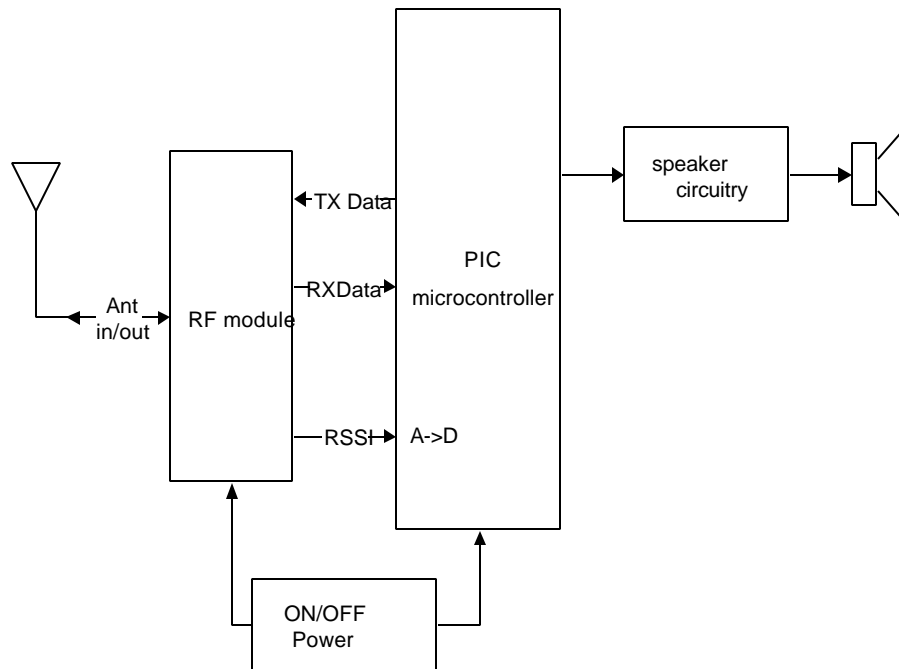 speaker
circuitry
TX Data
PIC
microcontroller
RXData
Ant
in/out
RF module
RSSI
A->D
ON/OFF
Power